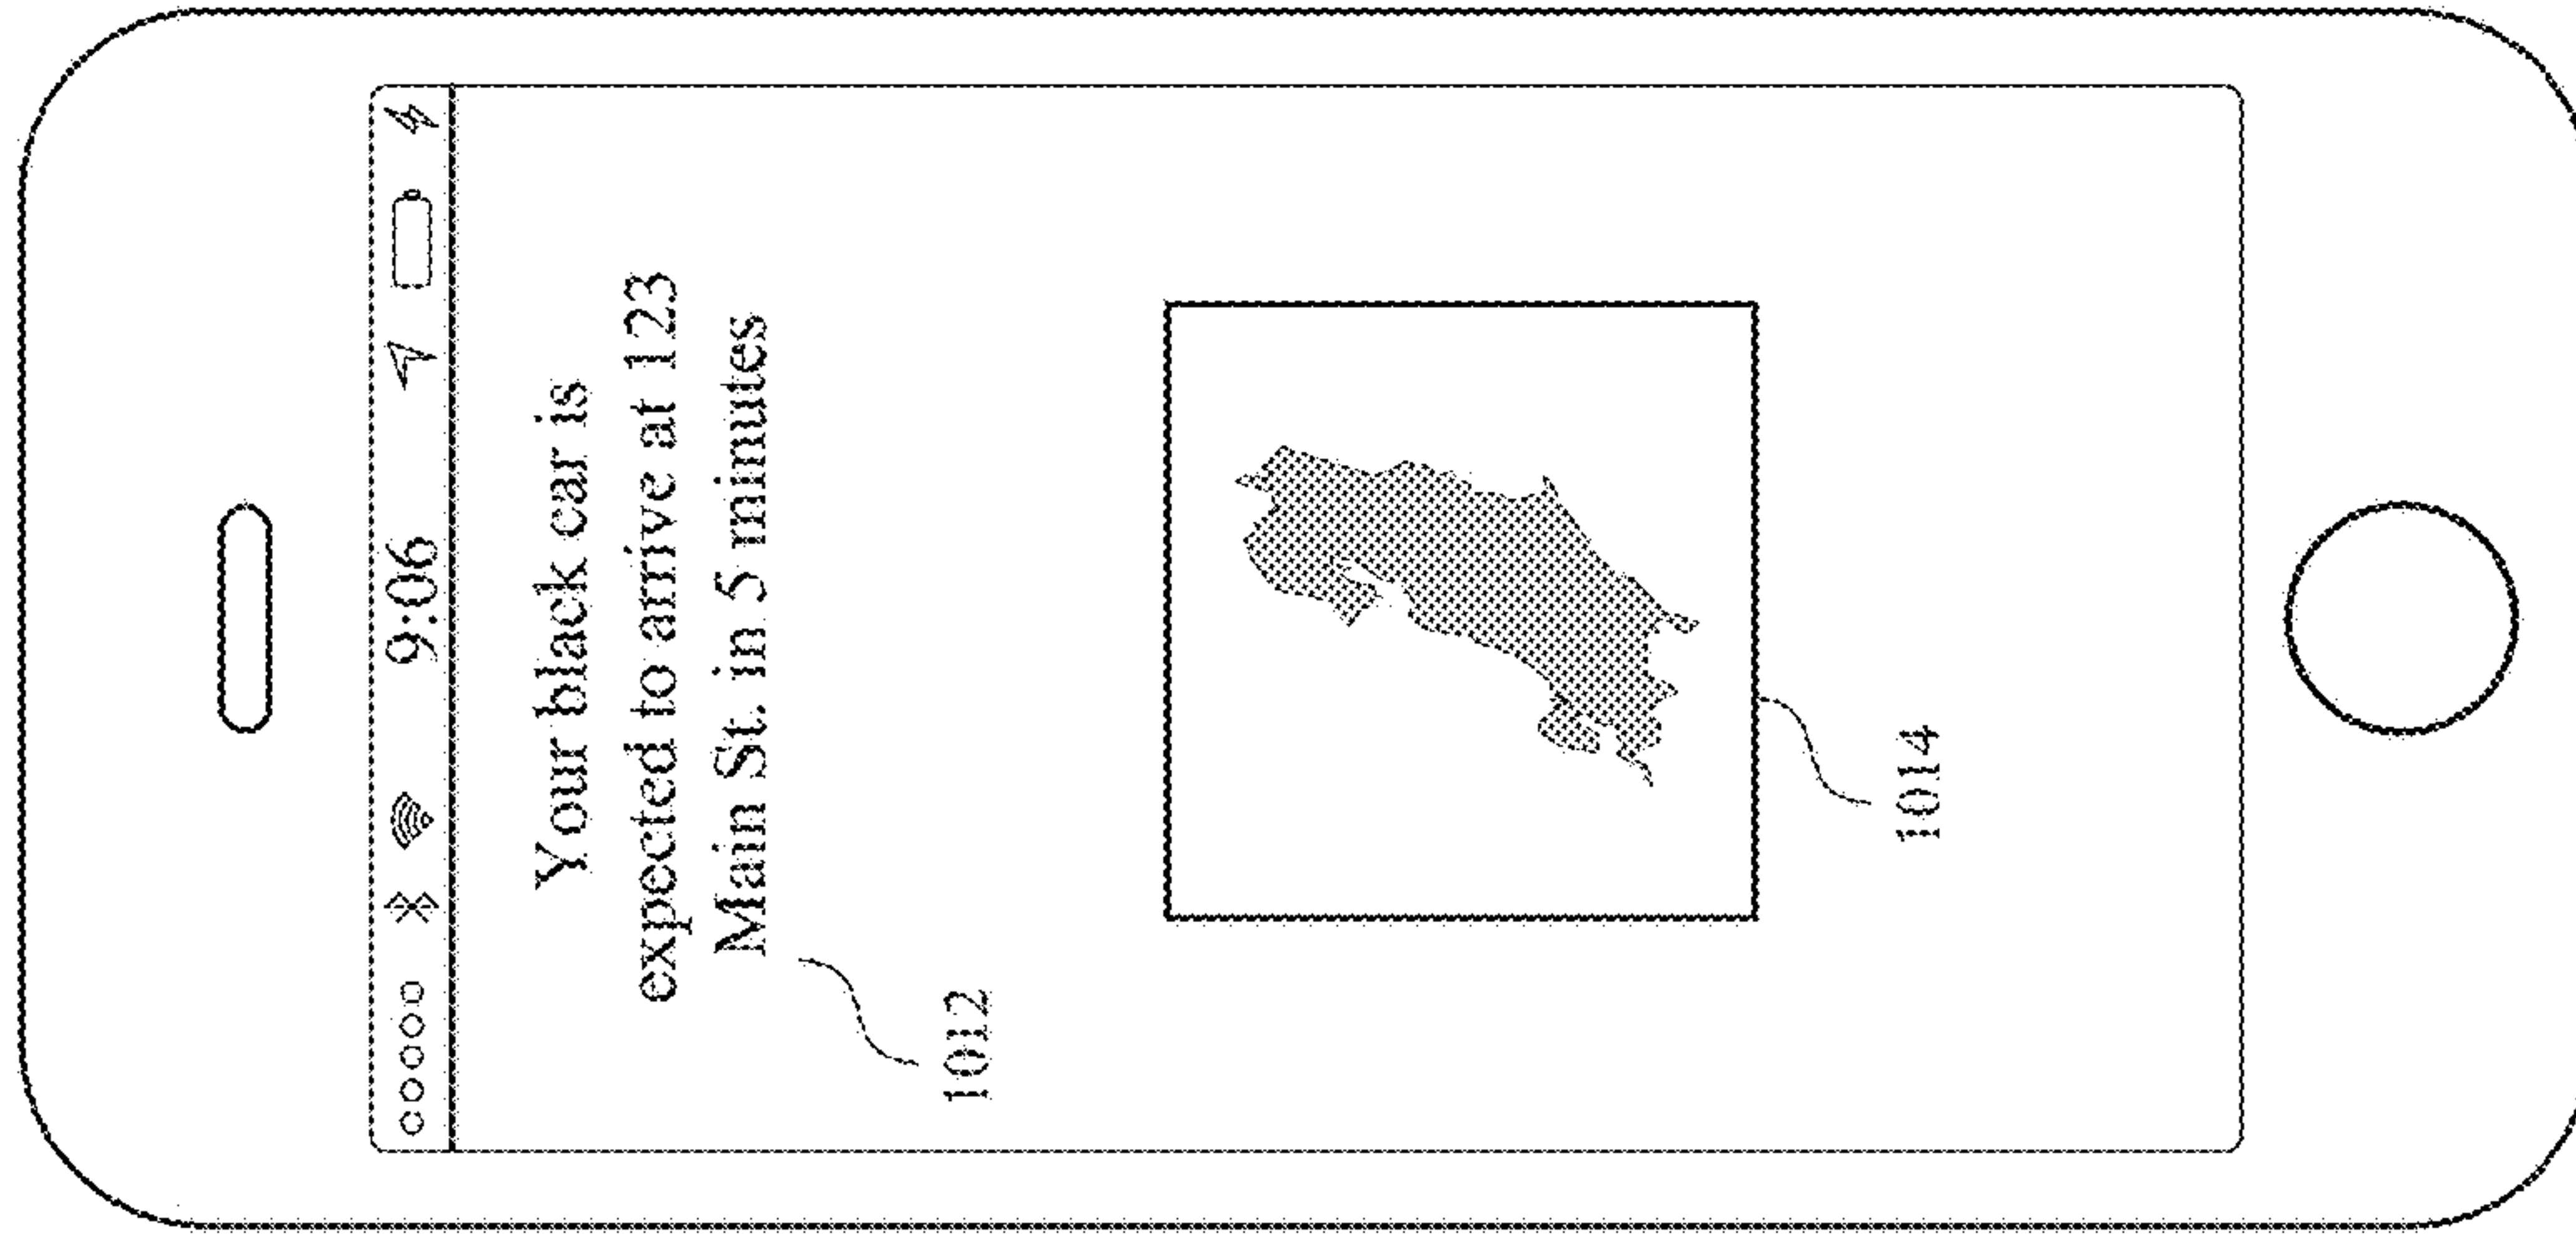 9:06
Your black car is
expected to arrive at 123
Main St. in 5 minutes
1012
1014